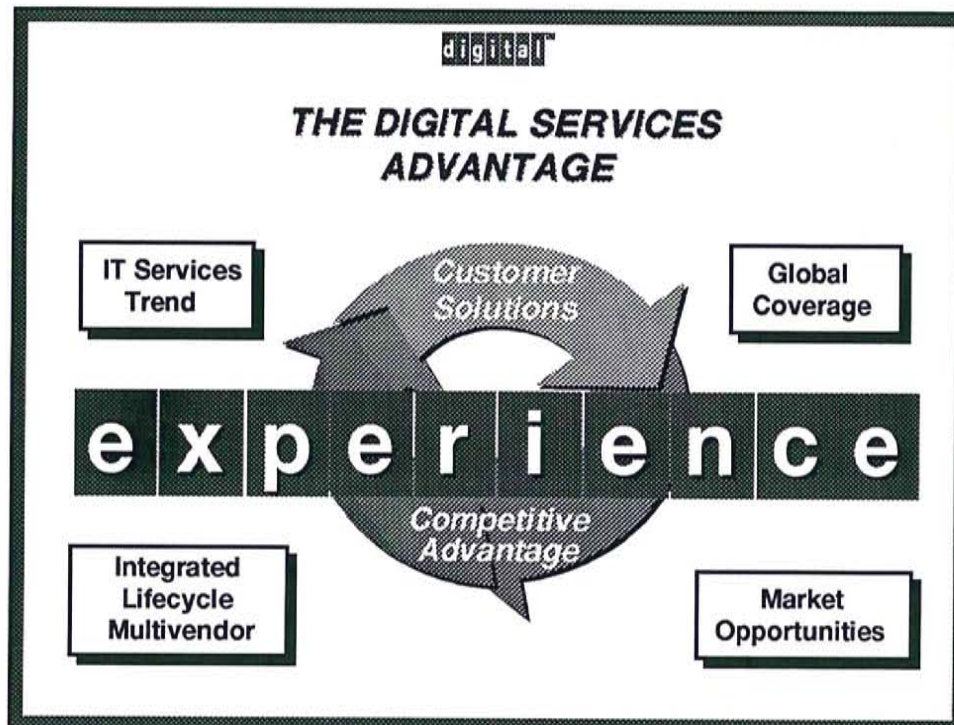 digital™
THE DIGITAL SERVICES
ADVANTAGE
IT Services
Trend
Customer
Solutions
Global
Coverage
experience
Integrated
Lifecycle
Multivendor
Competitive
Advantage
Market
Opportunities